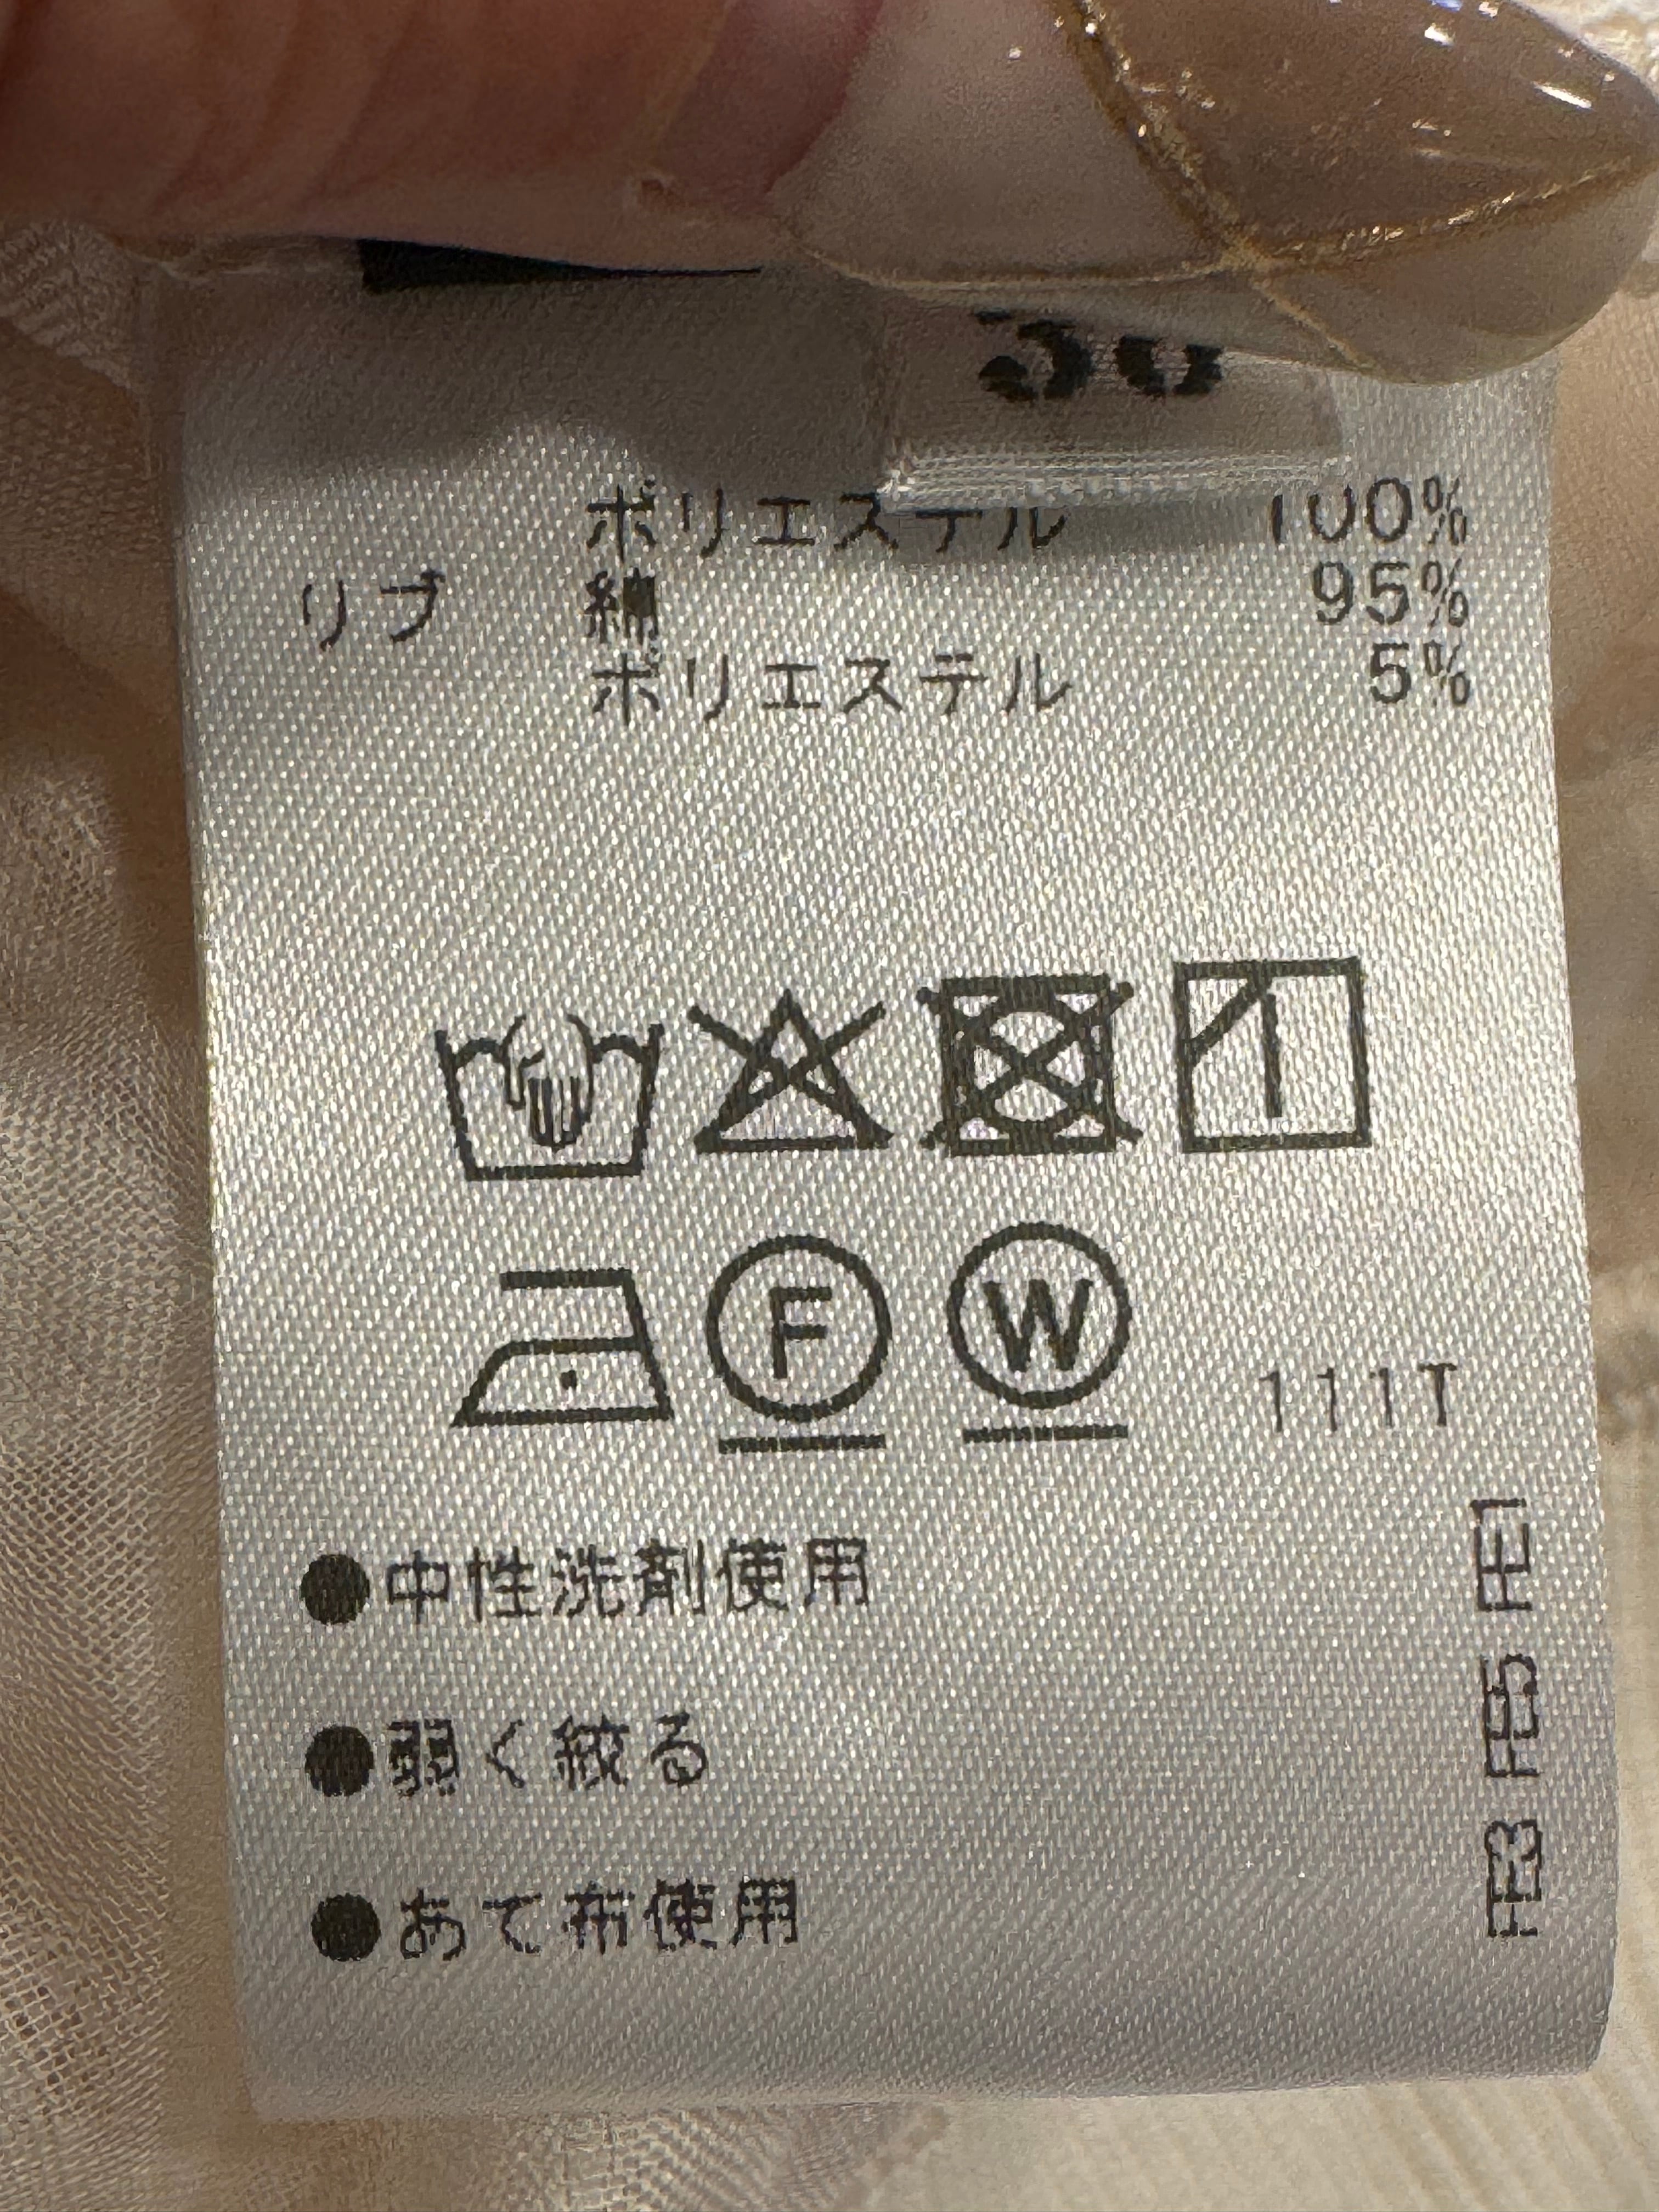 ポリエステル 100%
リブ 綿 95%
ポリエステル 5%
F W 111T
●中性洗剤使用
●弱く絞る
●あて布使用